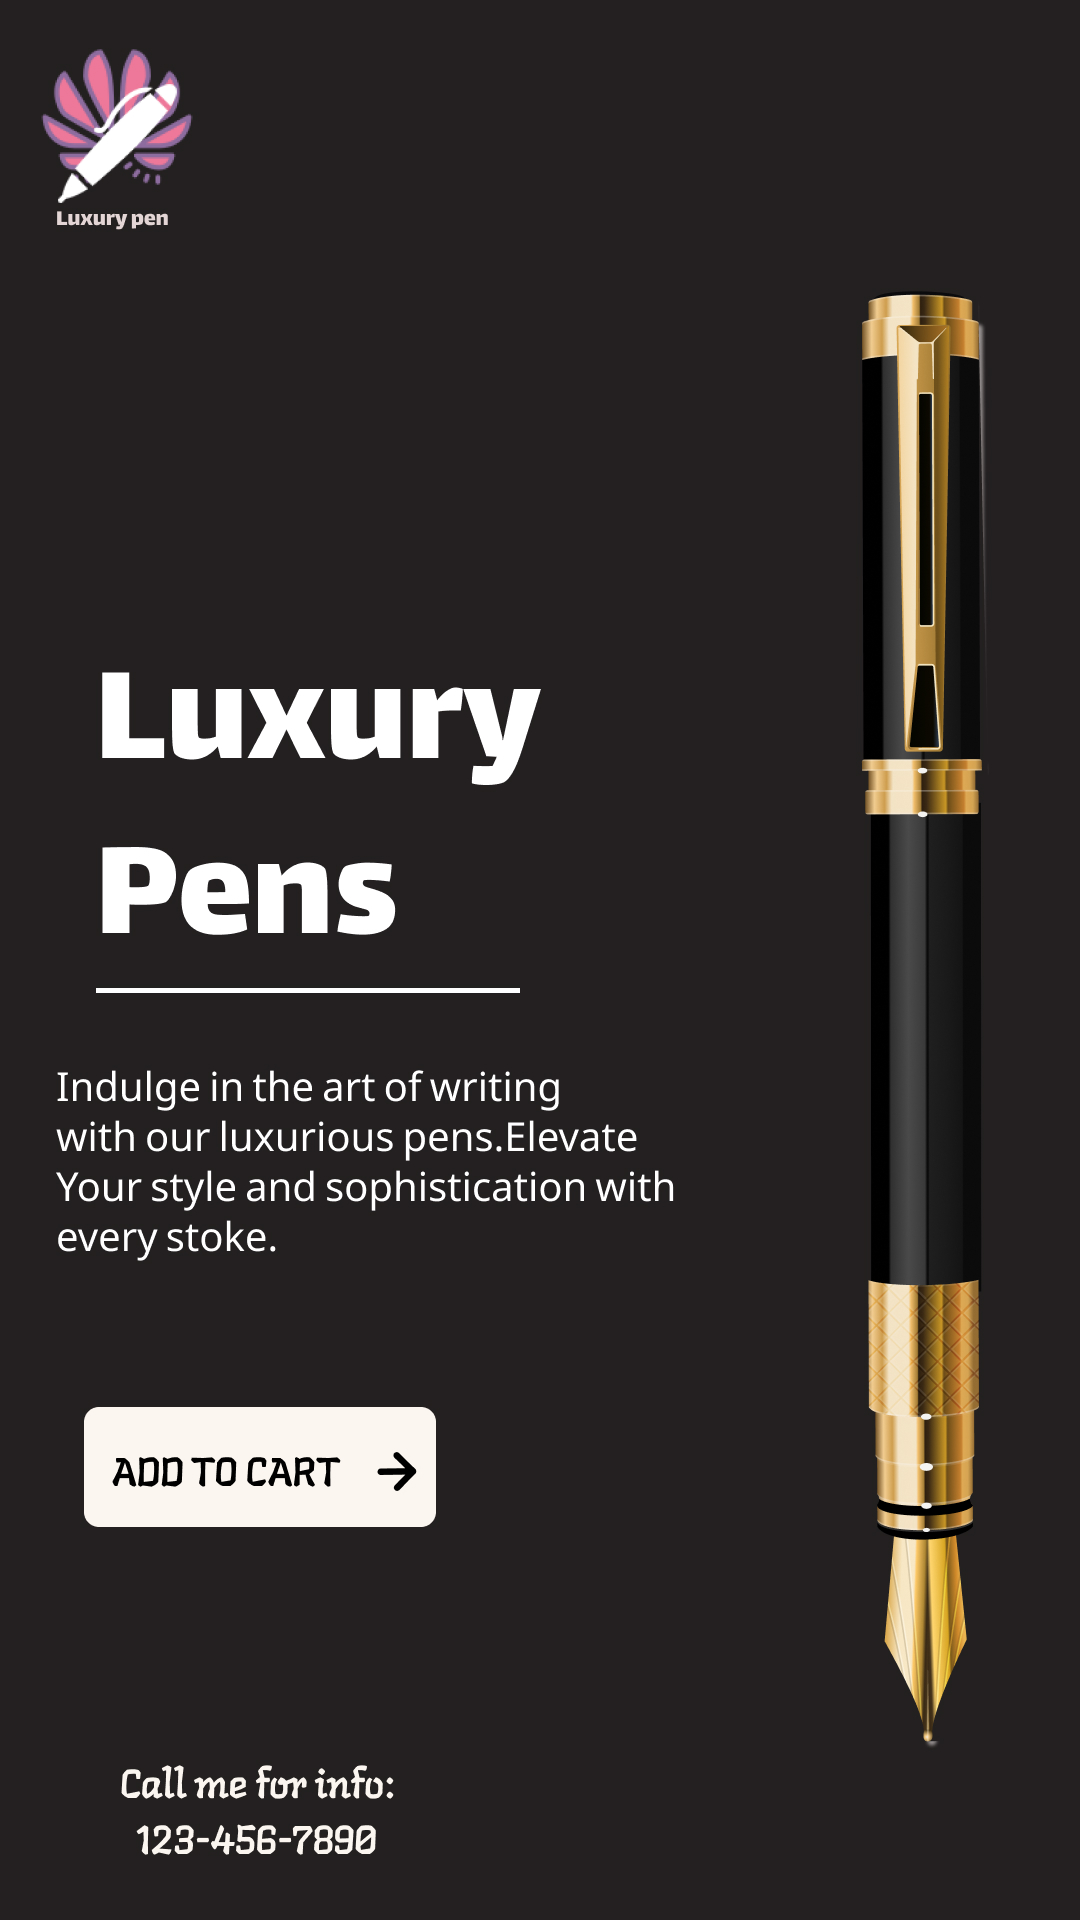 Luxury pen
Luxury
Pens
Indulge in the art of writing
with our luxurious pens.Elevate
Your style and sophistication with
every stoke.
ADD TO CART
Call me for info:
123-456-7890